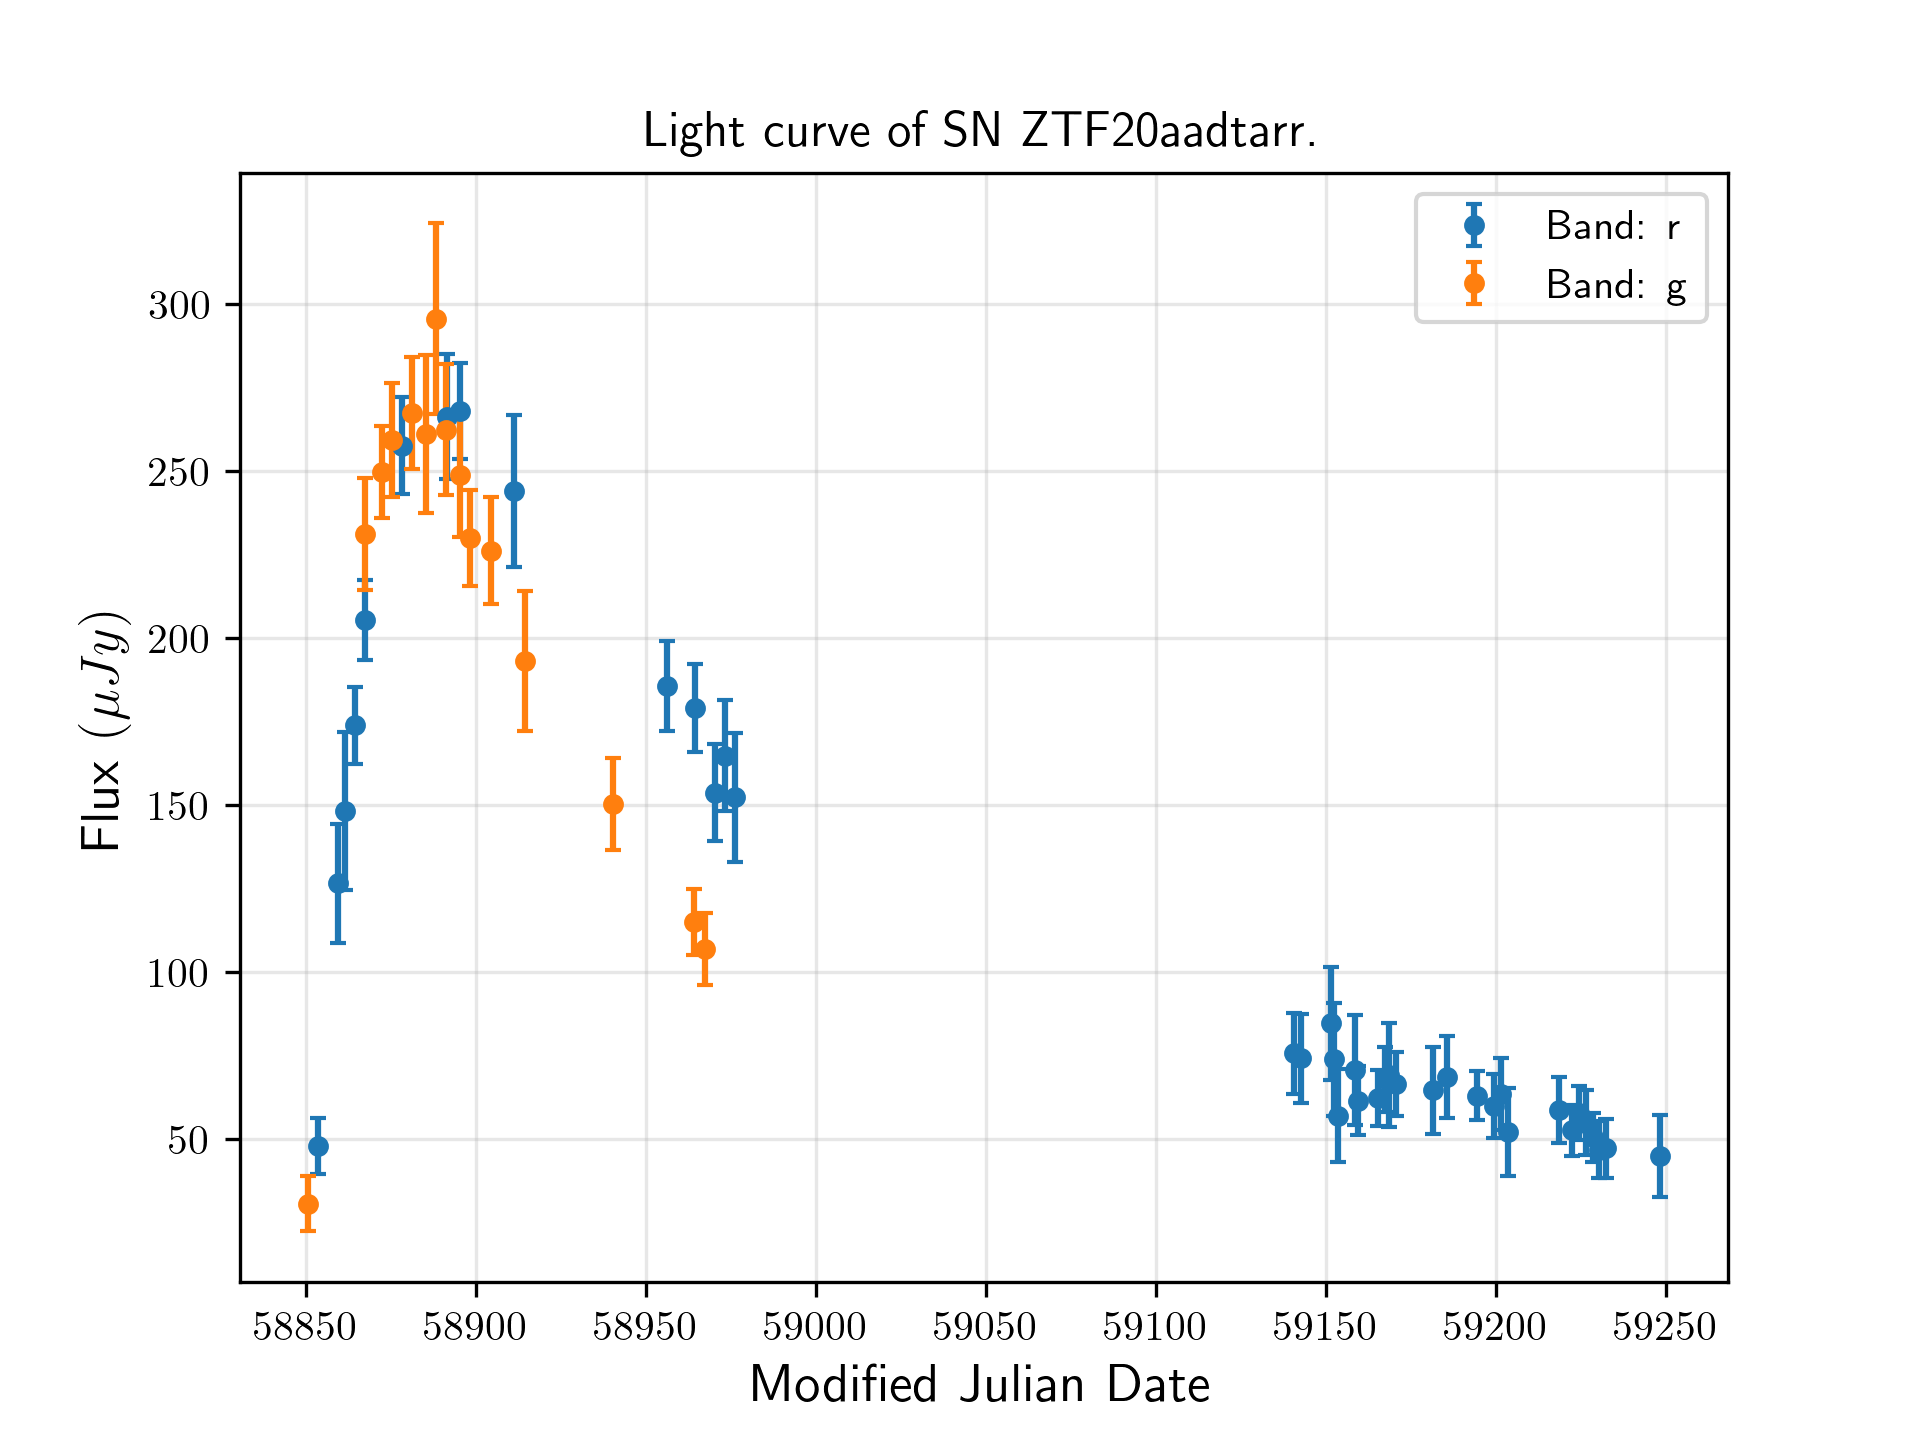 Light curve of SN ZTF20aadtarr.
Band: r
Band: g
300
250
200
150
100
50
Flux (μJy)
58850 58900 58950 59000 59050 59100 59150 59200 59250
Modified Julian Date